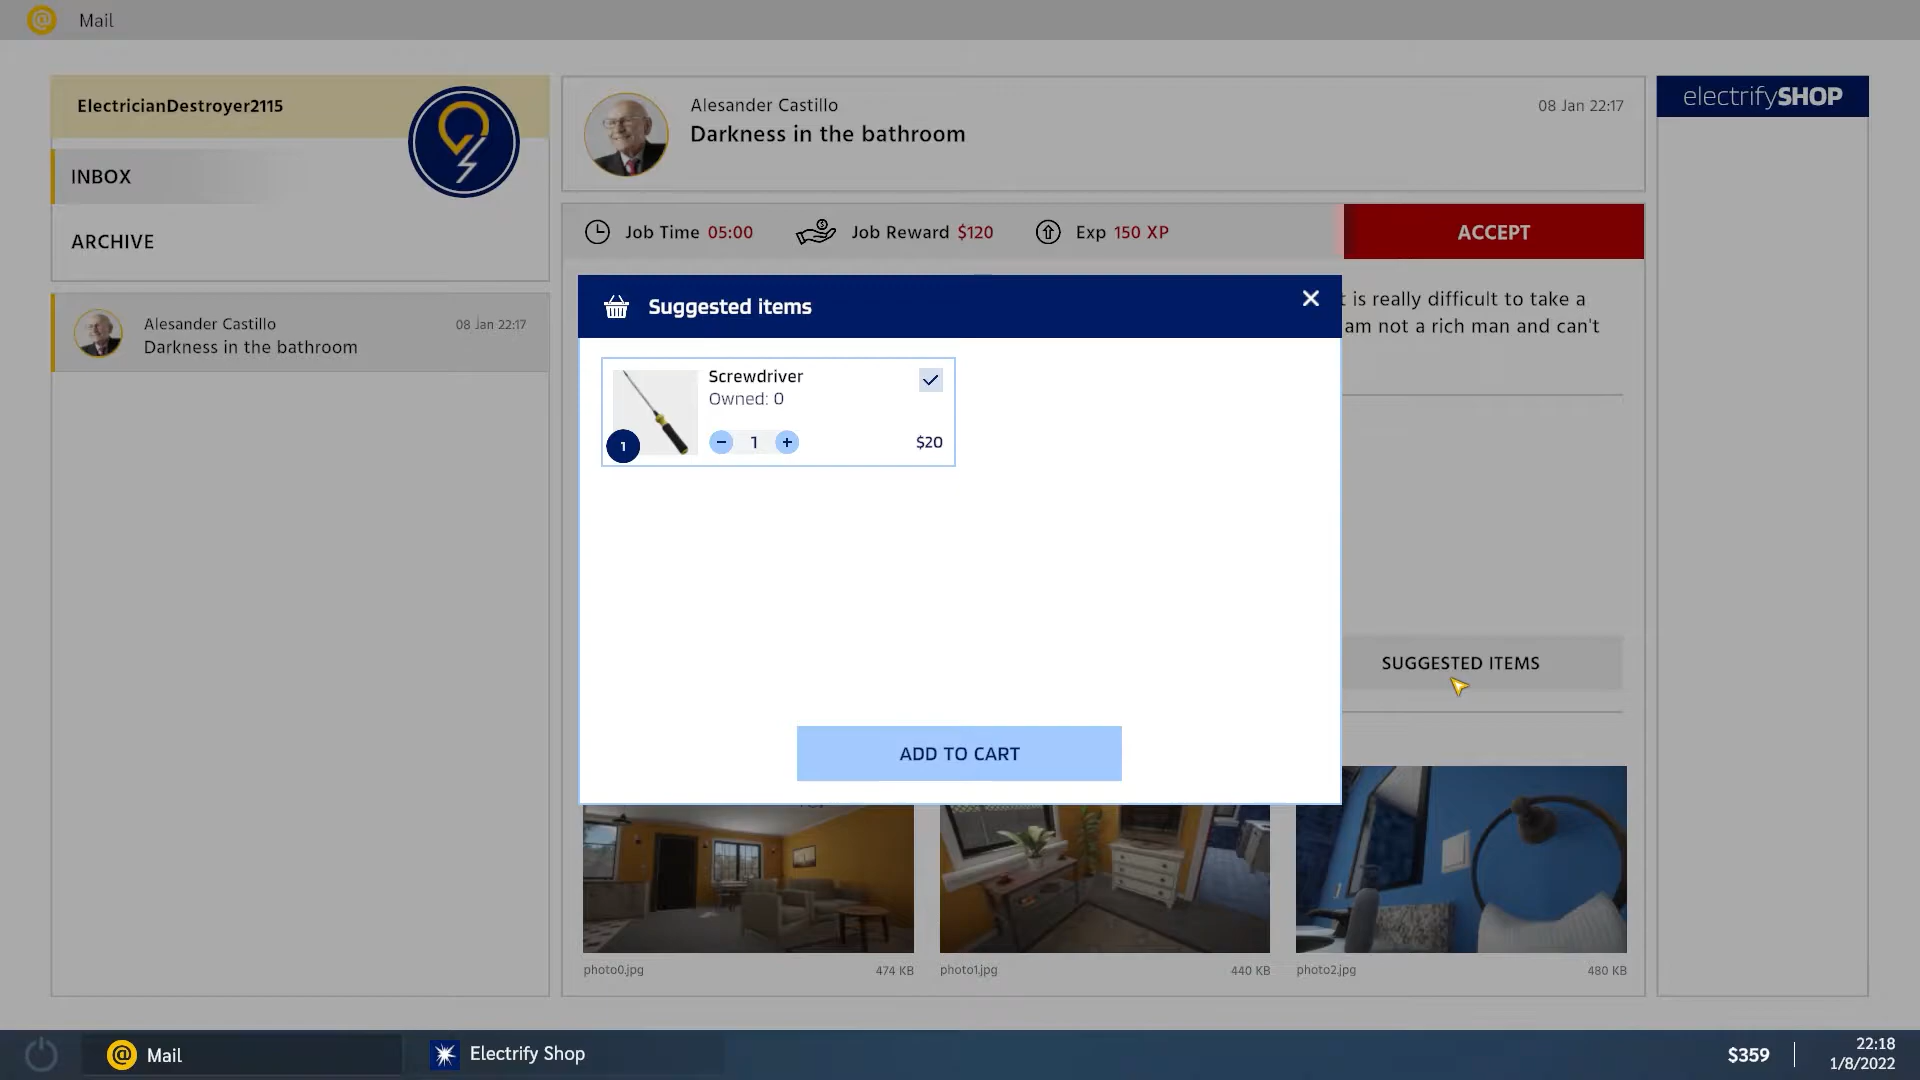 Mail
ElectricianDestroyer2115
INBOX
ARCHIVE
Alesander Castillo
08 Jan 22:17
Darkness in the bathroom
Alesander Castillo
08 Jan 22:17
Darkness in the bathroom
electrifySHOP
Job Time 05:00
Job Reward $120
Exp 150 XP
ACCEPT
is really difficult to take a
am not a rich man and can't
Suggested items
Screwdriver
Owned: 0
1
1
$20
SUGGESTED ITEMS
ADD TO CART
photo0.jpg
474 KB
photo1.jpg
440 KB
photo2.jpg
480 KB
Mail
Electrify Shop
$359
22:18
1/8/2022